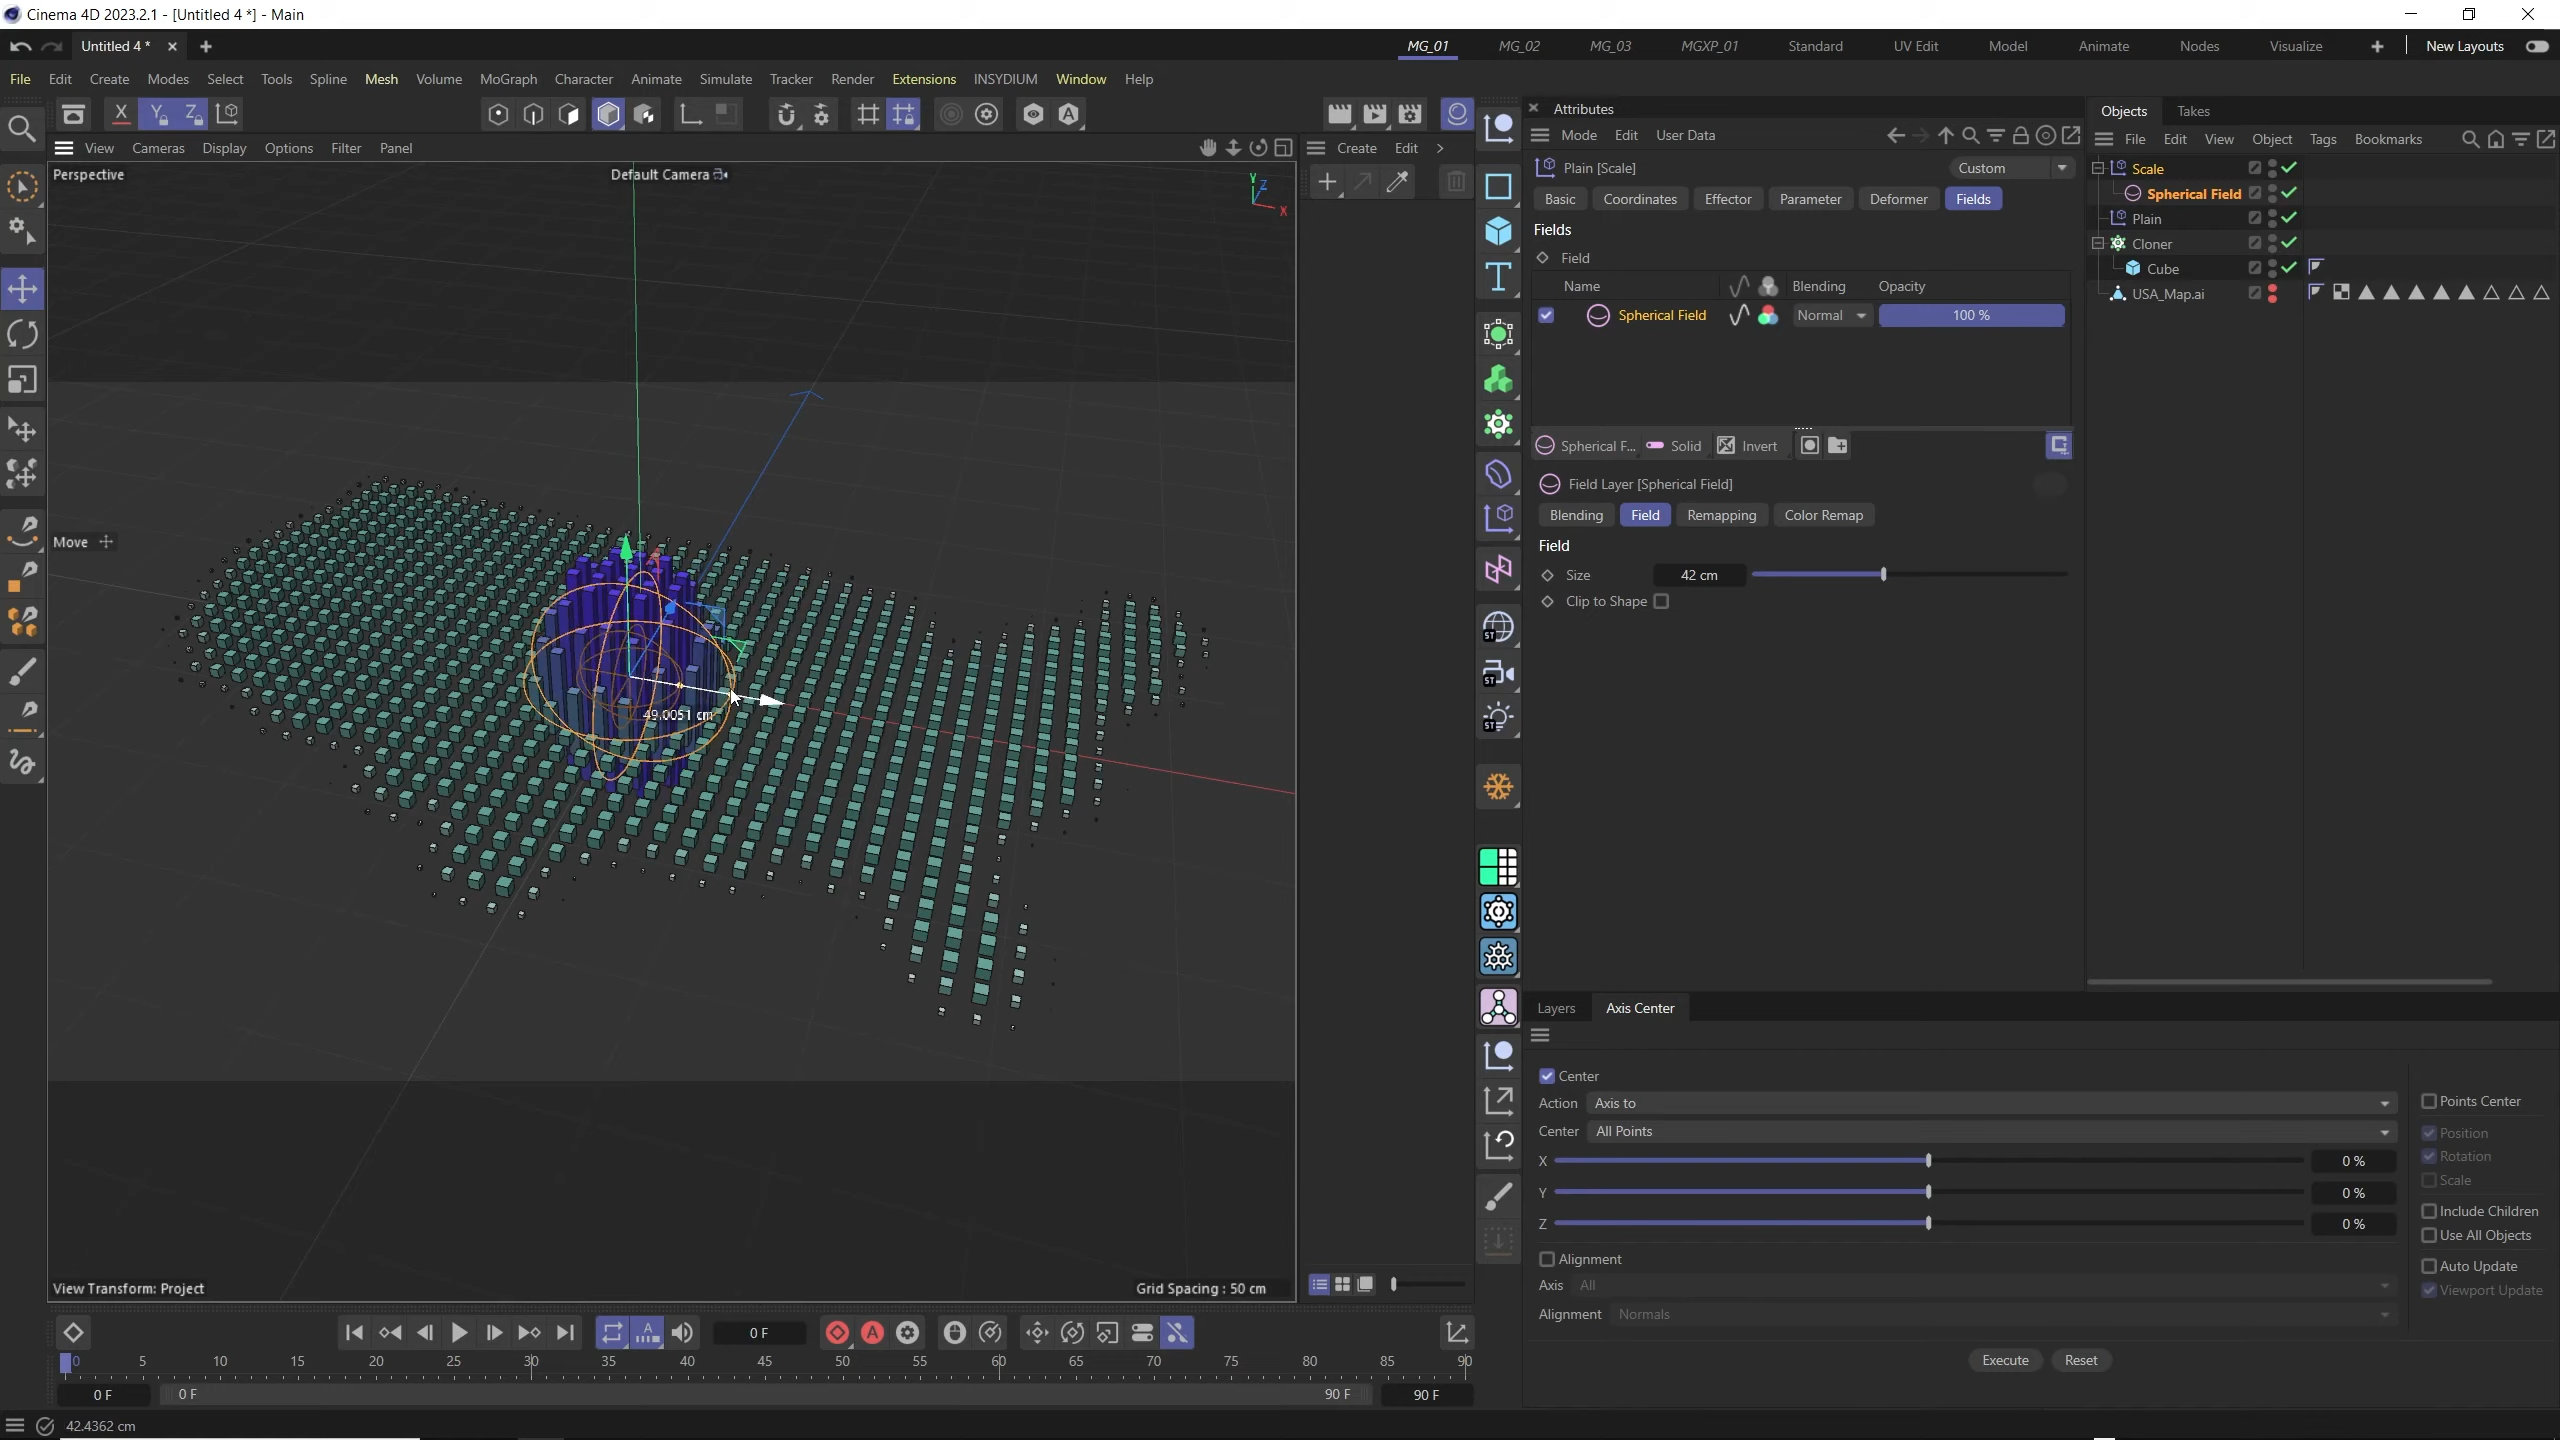 Cinema 4D 2023.2.1 - [Untitled 4 *] - Main
Untitled 4 *
MG_01 MG_02 MG_03 MGXP_01 Standard UV Edit Model Animate Nodes Visualize New Layouts
File Edit Create Modes Select Tools Spline Mesh Volume MoGraph Character Animate Simulate Tracker Render Extensions INSYDIUM Window Help
X Y Z
View Cameras Display Options Filter Panel
Perspective
Default Camera
Y Z X
Move
49.0051 cm
View Transform: Project
Grid Spacing : 50 cm
Create Edit
Attributes
Mode Edit User Data
Plain [Scale]
Custom
Basic Coordinates Effector Parameter Deformer Fields
Fields
Field
Name Blending Opacity
Spherical Field Normal 100 %
Spherical F... Solid Invert
Field Layer [Spherical Field]
Blending Field Remapping Color Remap
Field
Size 42 cm
Clip to Shape
Objects Takes
File Edit View Object Tags Bookmarks
Scale
Spherical Field
Plain
Cloner
Cube
USA_Map.ai
Layers Axis Center
Center
Action Axis to
Center All Points
X 0 %
Y 0 %
Z 0 %
Alignment
Axis All
Alignment Normals
Points Center
Position
Rotation
Scale
Include Children
Use All Objects
Auto Update
Viewport Update
Execute Reset
0 F
0 5 10 15 20 25 30 35 40 45 50 55 60 65 70 75 80 85 90
0 F 0 F 90 F 90 F
42.4362 cm